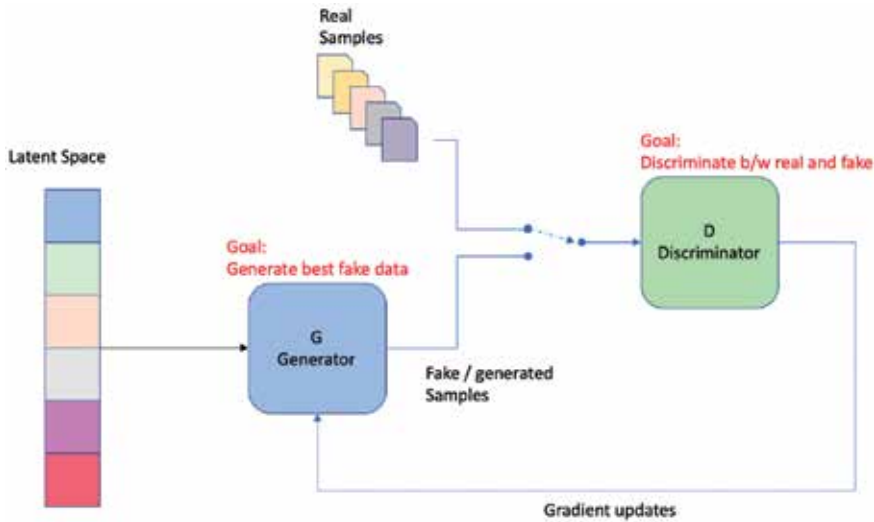 Real
Samples
Latent Space
Goal:
Discriminate b/w real and fake
D
Discriminator
Goal:
Generate best fake data
G
Generator
Fake / generated
Samples
Gradient updates